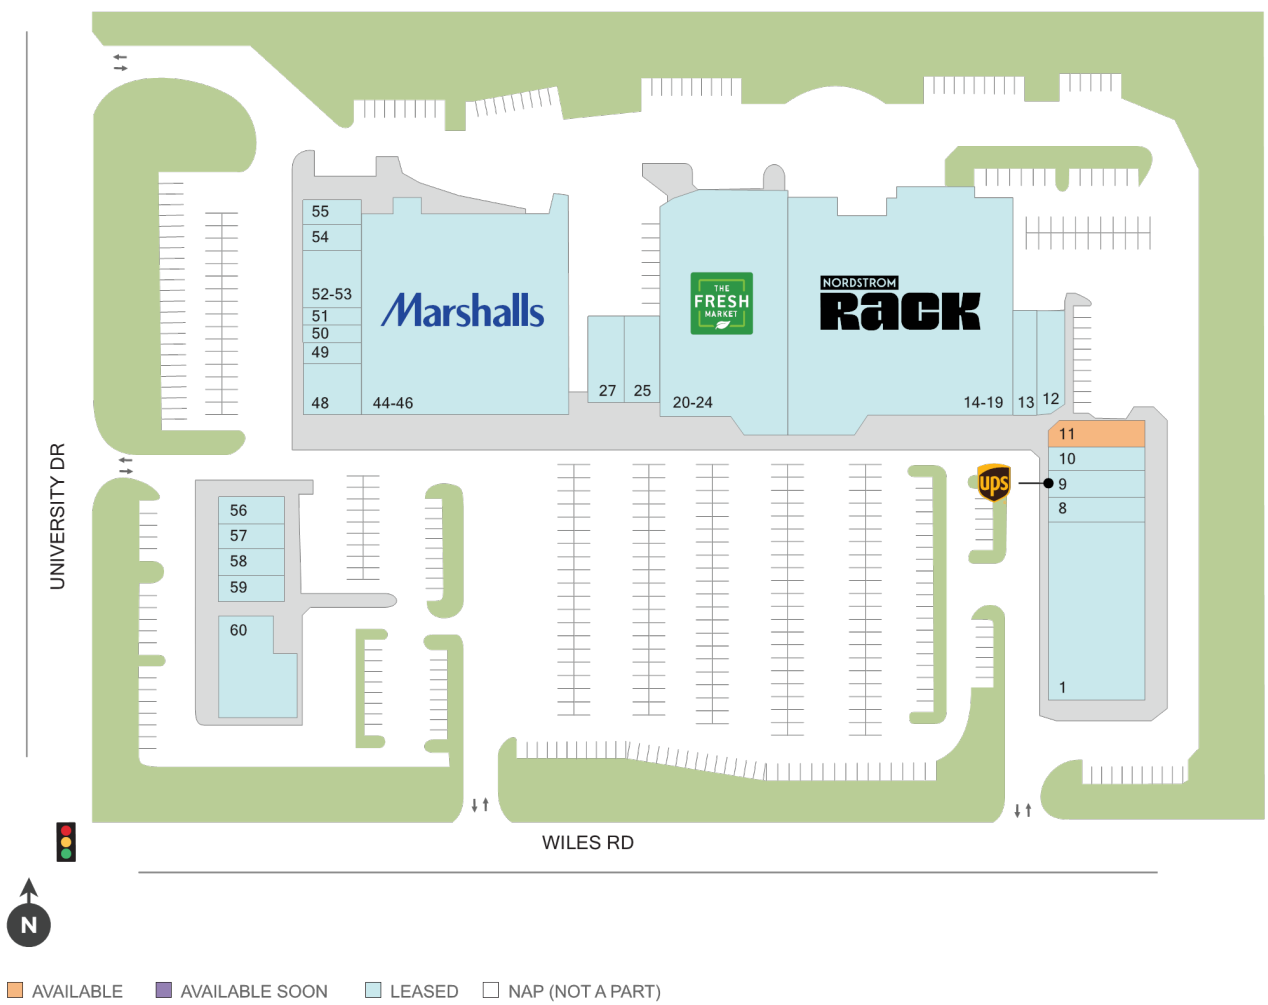 55
54
52-53
51
50
49
48
Marshalls
44-46
27
25
THE
FRESH
MARKET
20-24
NORDSTROM
RACK
14-19
13
12
11
10
ups
9
8
1
UNIVERSITY DR
56
57
58
59
60
WILES RD
N
AVAILABLE
AVAILABLE SOON
LEASED
NAP (NOT A PART)